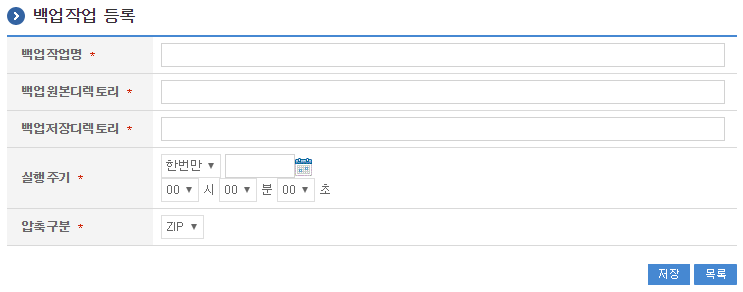 백업작업 등록
백업작업명 *
백업원본디렉토리 *
백업저장디렉토리 *
실행주기 * 한번만
00 시 00 분 00 초
압축구분 * ZIP
저장 목록